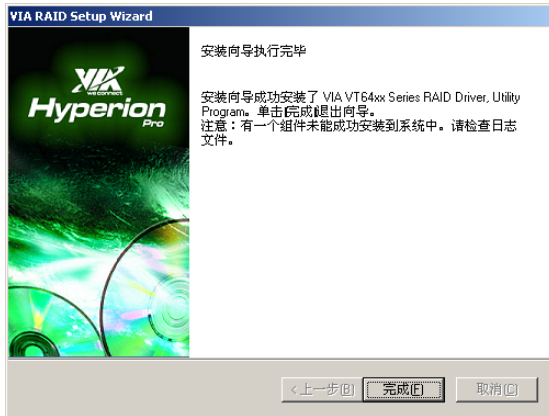 VIA RAID Setup Wizard
VIA
we connect
Hyperion
Pro
安装向导执行完毕
安装向导成功安装了 VIA VT64xx Series RAID Driver, Utility
Program。单击[完成]退出向导。
注意：有一个组件未能成功安装到系统中。请检查日志
文件。
<上一步(B)
完成(F)
取消(C)